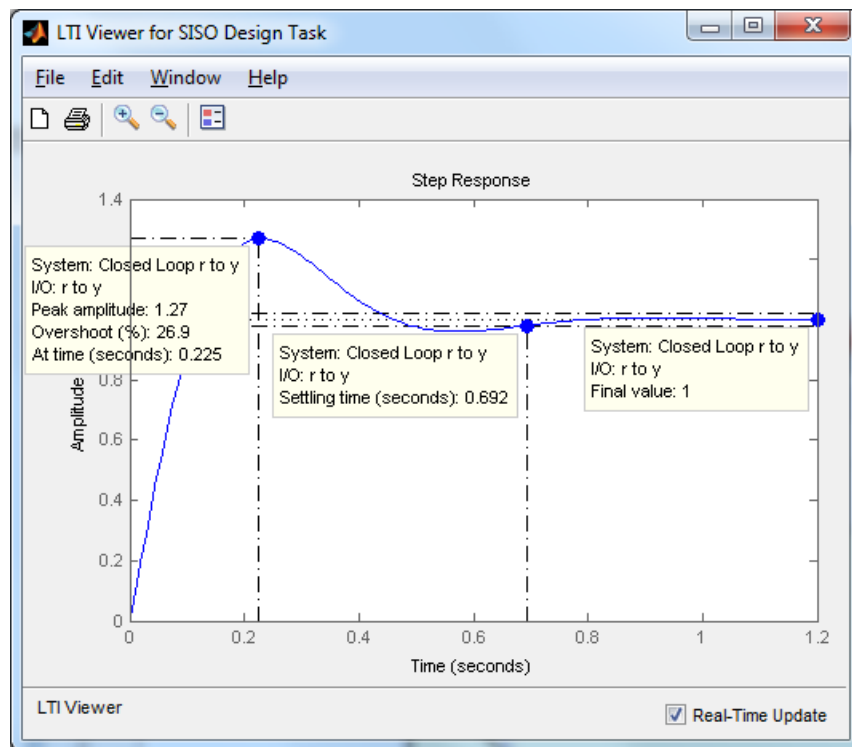 LTI Viewer for SISO Design Task
File Edit Window Help
Step Response
1.4
System: Closed Loop r to y
I/O: r to y
Peak amplitude: 1.27
Overshoot (%): 26.9
At time (seconds): 0.225
System: Closed Loop r to y
I/O: r to y
Settling time (seconds): 0.692
System: Closed Loop r to y
I/O: r to y
Final value: 1
0.8
0.6
0.4
0.2
0
Amplitude
0 0.2 0.4 0.6 0.8 1 1.2
Time (seconds)
LTI Viewer
Real-Time Update